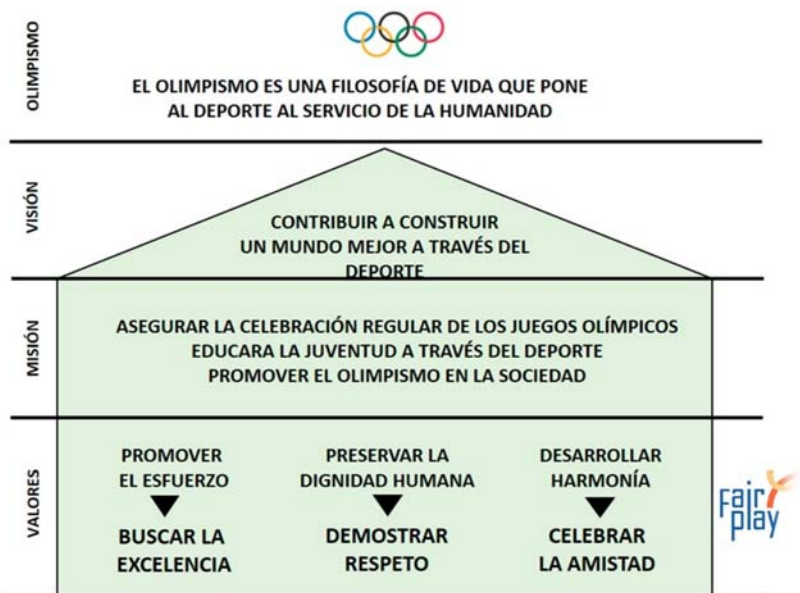 OLIMPISMO
EL OLIMPISMO ES UNA FILOSOFÍA DE VIDA QUE PONE
AL DEPORTE AL SERVICIO DE LA HUMANIDAD
VISIÓN
CONTRIBUIR A CONSTRUIR
UN MUNDO MEJOR A TRAVÉS DEL
DEPORTE
MISIÓN
ASEGURAR LA CELEBRACIÓN REGULAR DE LOS JUEGOS OLÍMPICOS
EDUCARA LA JUVENTUD A TRAVÉS DEL DEPORTE
PROMOVER EL OLIMPISMO EN LA SOCIEDAD
VALORES
PROMOVER
EL ESFUERZO
BUSCAR LA
EXCELENCIA
PRESERVAR LA
DIGNIDAD HUMANA
DEMOSTRAR
RESPETO
DESARROLLAR
HARMONÍA
CELEBRAR
LA AMISTAD
Fair
play